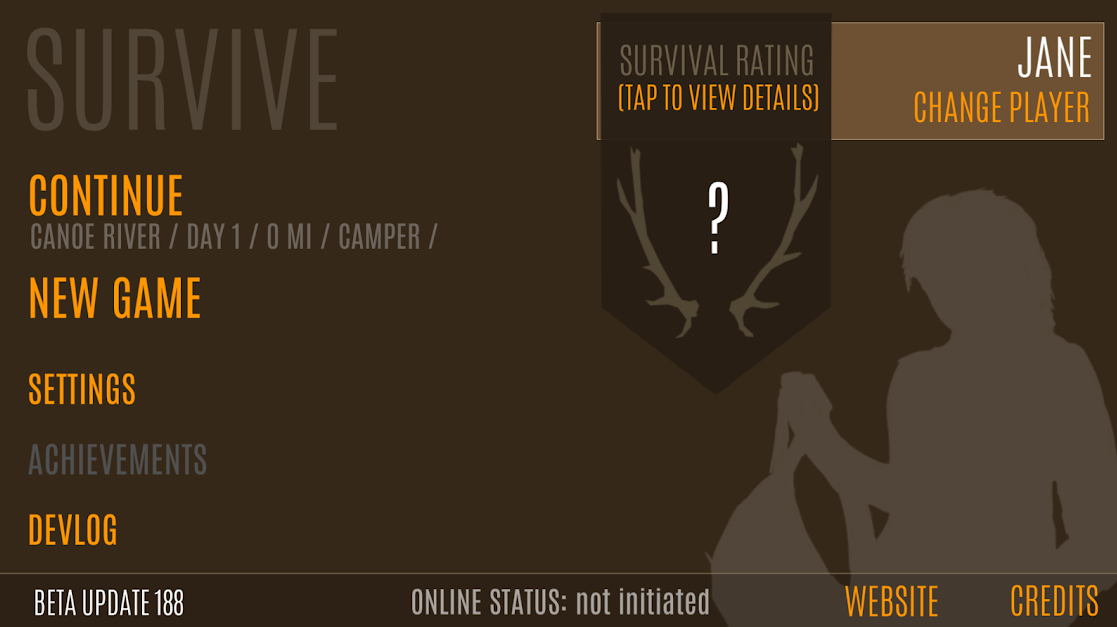 SURVIVE
SURVIVAL RATING
(TAP TO VIEW DETAILS)
?
JANE
CHANGE PLAYER
CONTINUE
CANOE RIVER / DAY 1 / 0 MI / CAMPER /
NEW GAME
SETTINGS
ACHIEVEMENTS
DEVLOG
BETA UPDATE 188
ONLINE STATUS: not initiated
WEBSITE
CREDITS